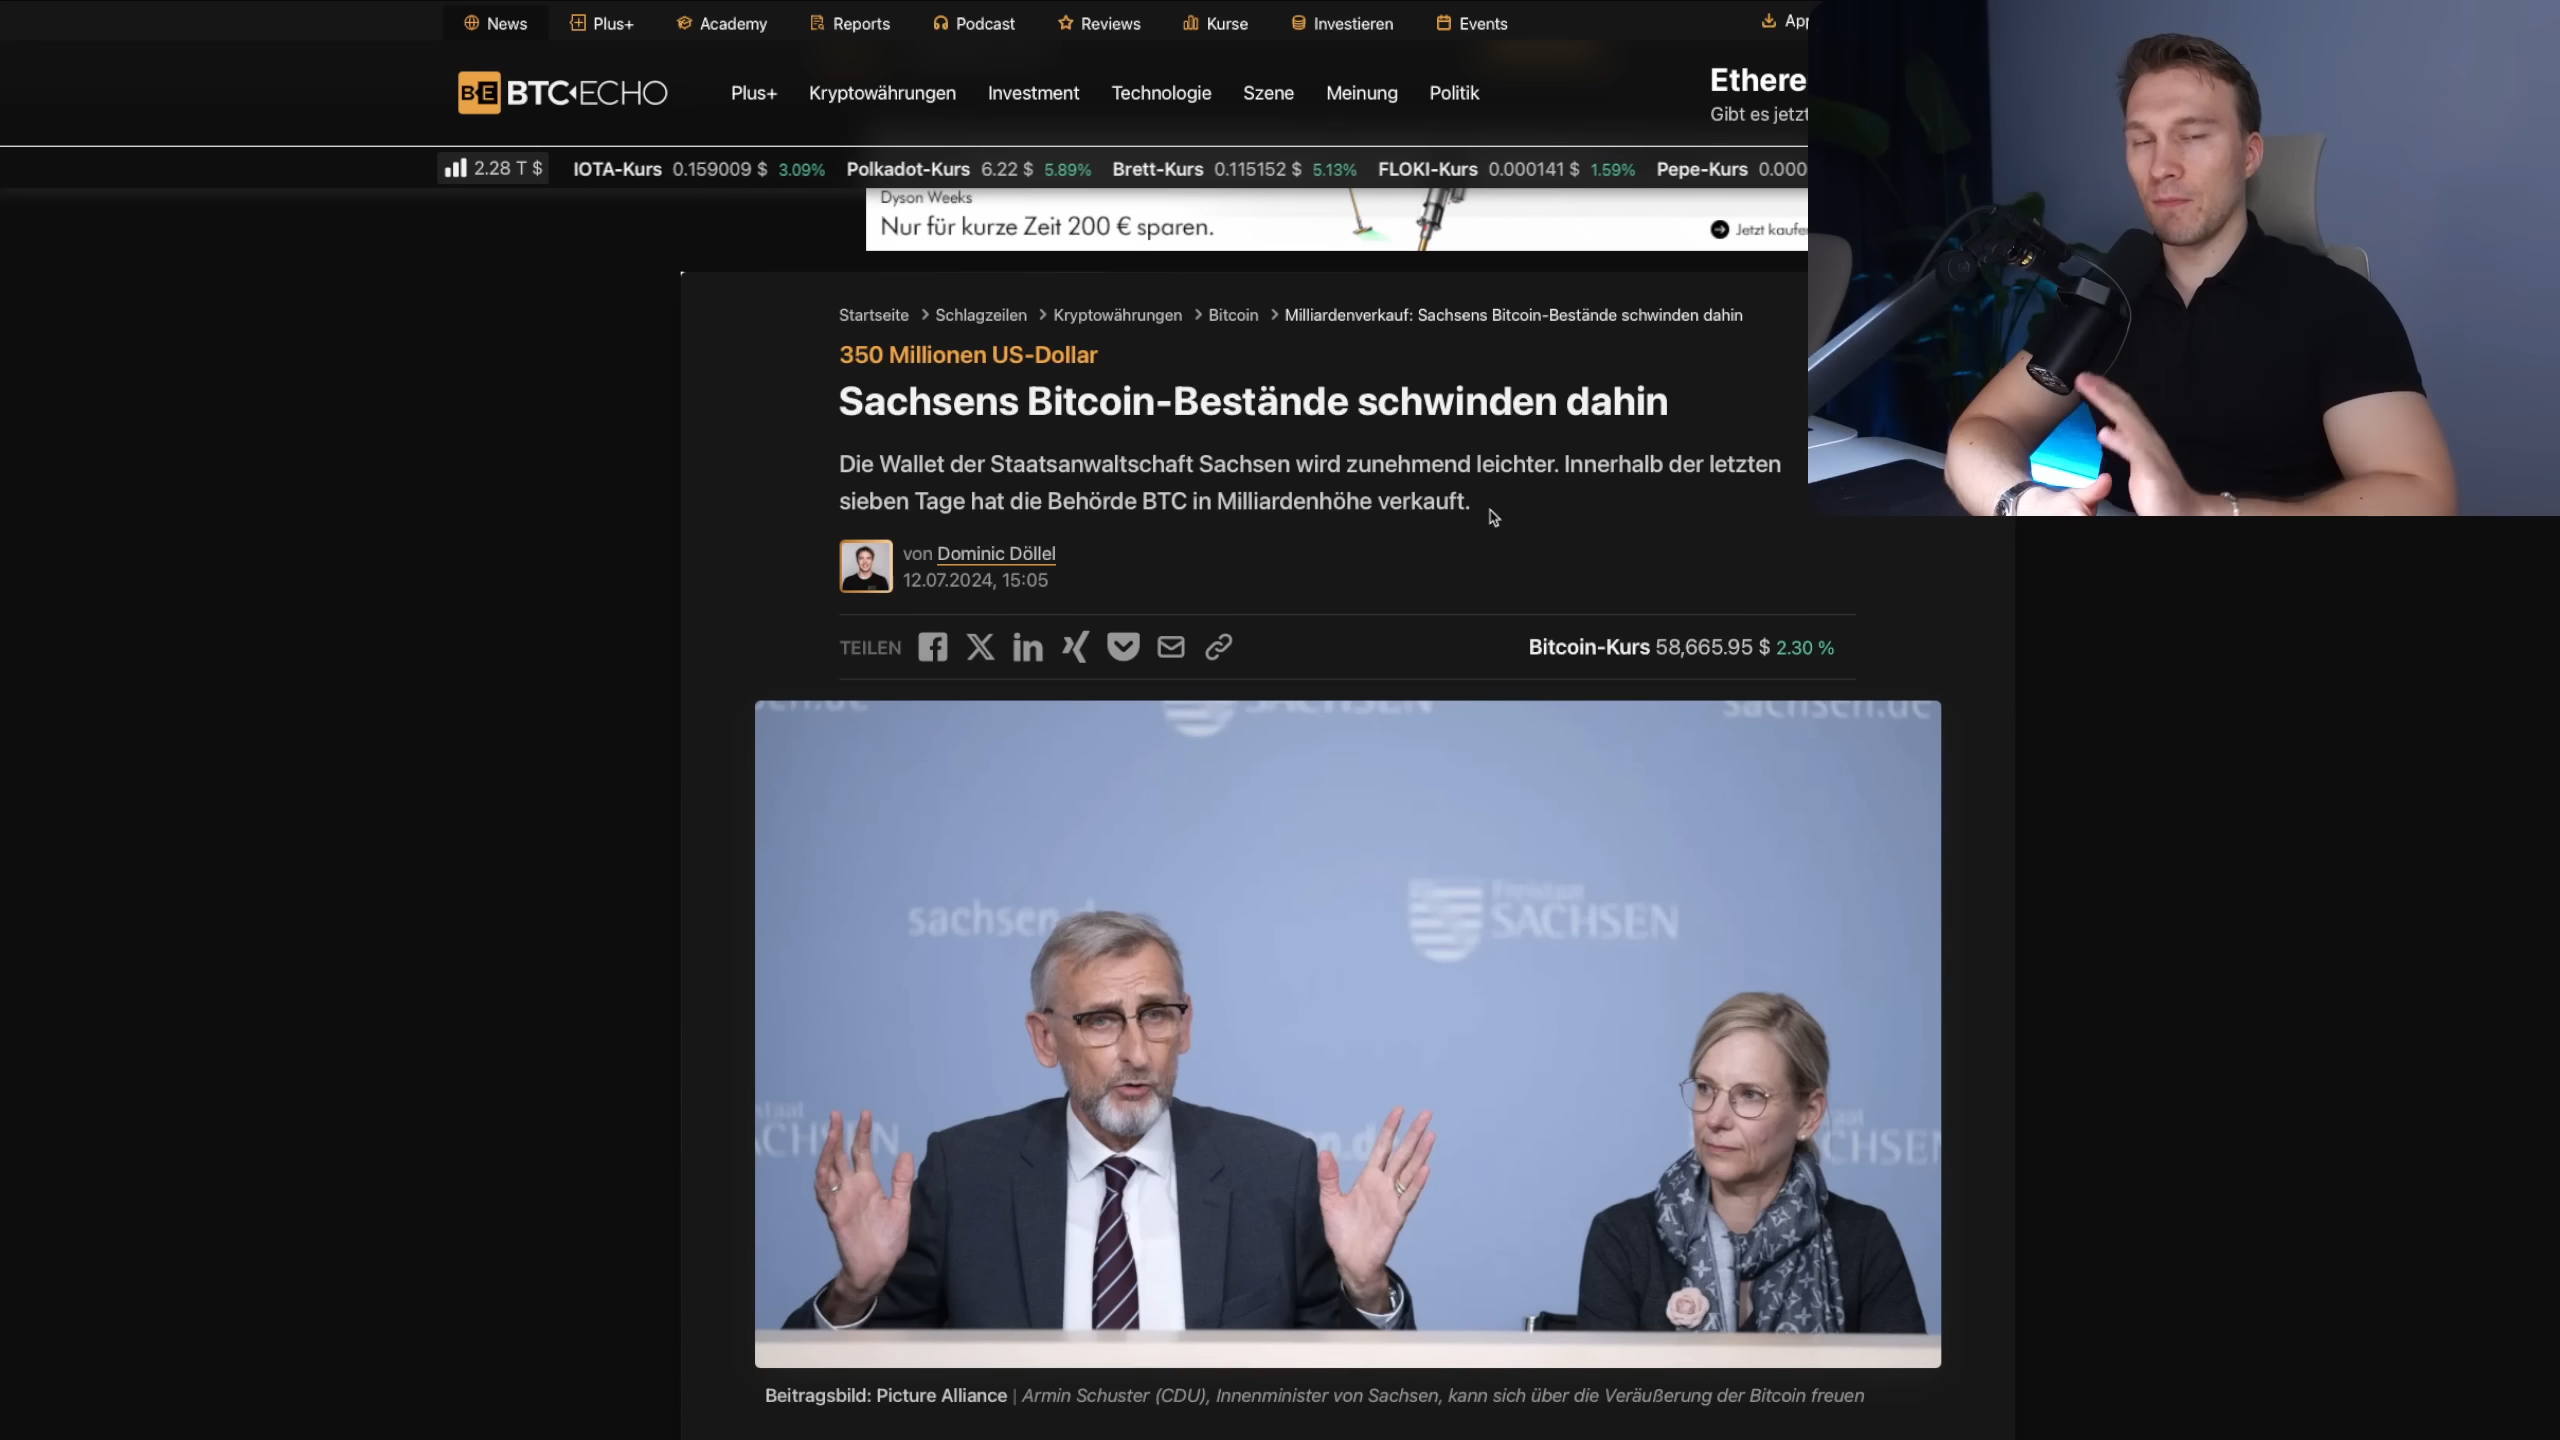 News Plus+ Academy Reports Podcast Reviews Kurse Investieren Events
BE BTC ECHO
Plus+ Kryptowährungen Investment Technologie Szene Meinung Politik
Gibt es jetzt
2.28 T $ IOTA-Kurs 0.159009 $ 3.09% Polkadot-Kurs 6.22 $ 5.89% Brett-Kurs 0.115152 $ 5.13% FLOKI-Kurs 0.000141 $ 1.59% Pepe-Kurs 0.000
Dyson Weeks
Nur für kurze Zeit 200 € sparen.
Jetzt
Startseite > Schlagzeilen > Kryptowährungen > Bitcoin > Milliardenverkauf: Sachsens Bitcoin-Bestände schwinden dahin
350 Millionen US-Dollar
Sachsens Bitcoin-Bestände schwinden dahin
Die Wallet der Staatsanwaltschaft Sachsen wird zunehmend leichter. Innerhalb der letzten
sieben Tage hat die Behörde BTC in Milliardenhöhe verkauft.
von Dominic Döllel
12.07.2024, 15:05
TEILEN
Bitcoin-Kurs 58,665.95 $ 2.30 %
SACHSEN sachsen.de
Freistaat
SACHSEN
Beitragsbild: Picture Alliance | Armin Schuster (CDU), Innenminister von Sachsen, kann sich über die Veräußerung der Bitcoin freuen